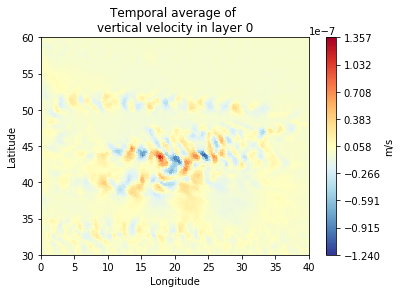 Temporal average of
vertical velocity in layer 0
1e−7
60
55
50
45
40
35
30
Latitude
0 5 10 15 20 25 30 35 40
Longitude
1.357
1.032
0.708
0.383
0.058
−0.266
−0.591
−0.915
−1.240
m/s